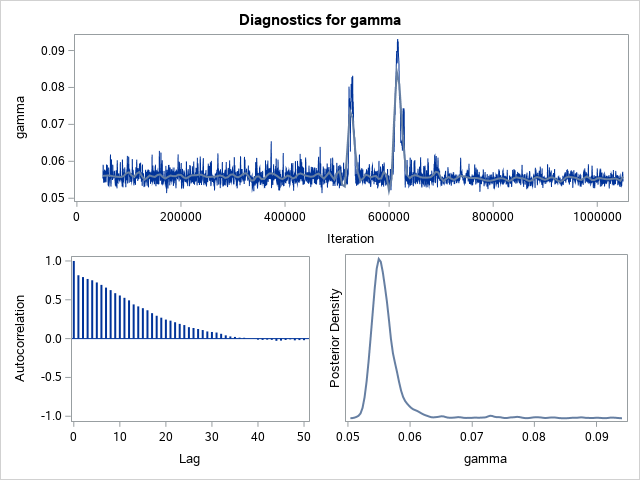 Diagnostics for gamma
gamma
0.09
0.08
0.07
0.06
0.05
0 200000 400000 600000 800000 1000000
Iteration
Autocorrelation
1.0
0.5
0.0
-0.5
-1.0
0 10 20 30 40 50
Lag
Posterior Density
0.05 0.06 0.07 0.08 0.09
gamma